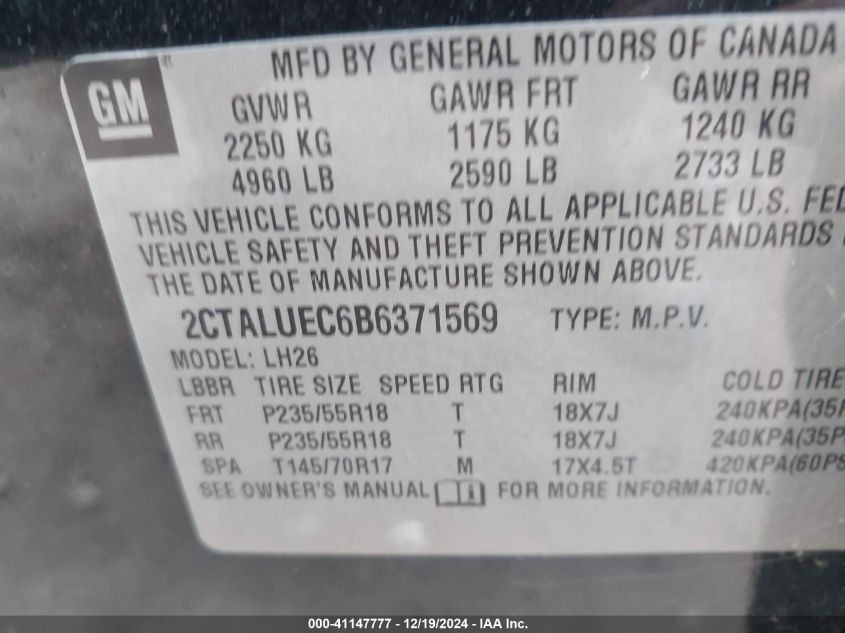 MFD BY GENERAL MOTORS OF CANADA
GM
GVWR GAWR FRT GAWR RR
2250 KG 1175 KG 1240 KG
4960 LB 2590 LB 2733 LB
THIS VEHICLE CONFORMS TO ALL APPLICABLE U.S. FED
VEHICLE SAFETY AND THEFT PREVENTION STANDARDS
THE DATE OF MANUFACTURE SHOWN ABOVE.
2CTALUEC6B6371569 TYPE: M.P.V.
MODEL: LH26
LBBR TIRE SIZE SPEED RTG RIM COLD TIRE
FRT P235/55R18 T 18X7J 240KPA(35P
RR P235/55R18 T 18X7J 240KPA(35P
SPA T145/70R17 M 17X4.5T 420KPA(60PS
SEE OWNER'S MANUAL FOR MORE INFORMATION.
000-41147777 - 12/19/2024 - IAA Inc.